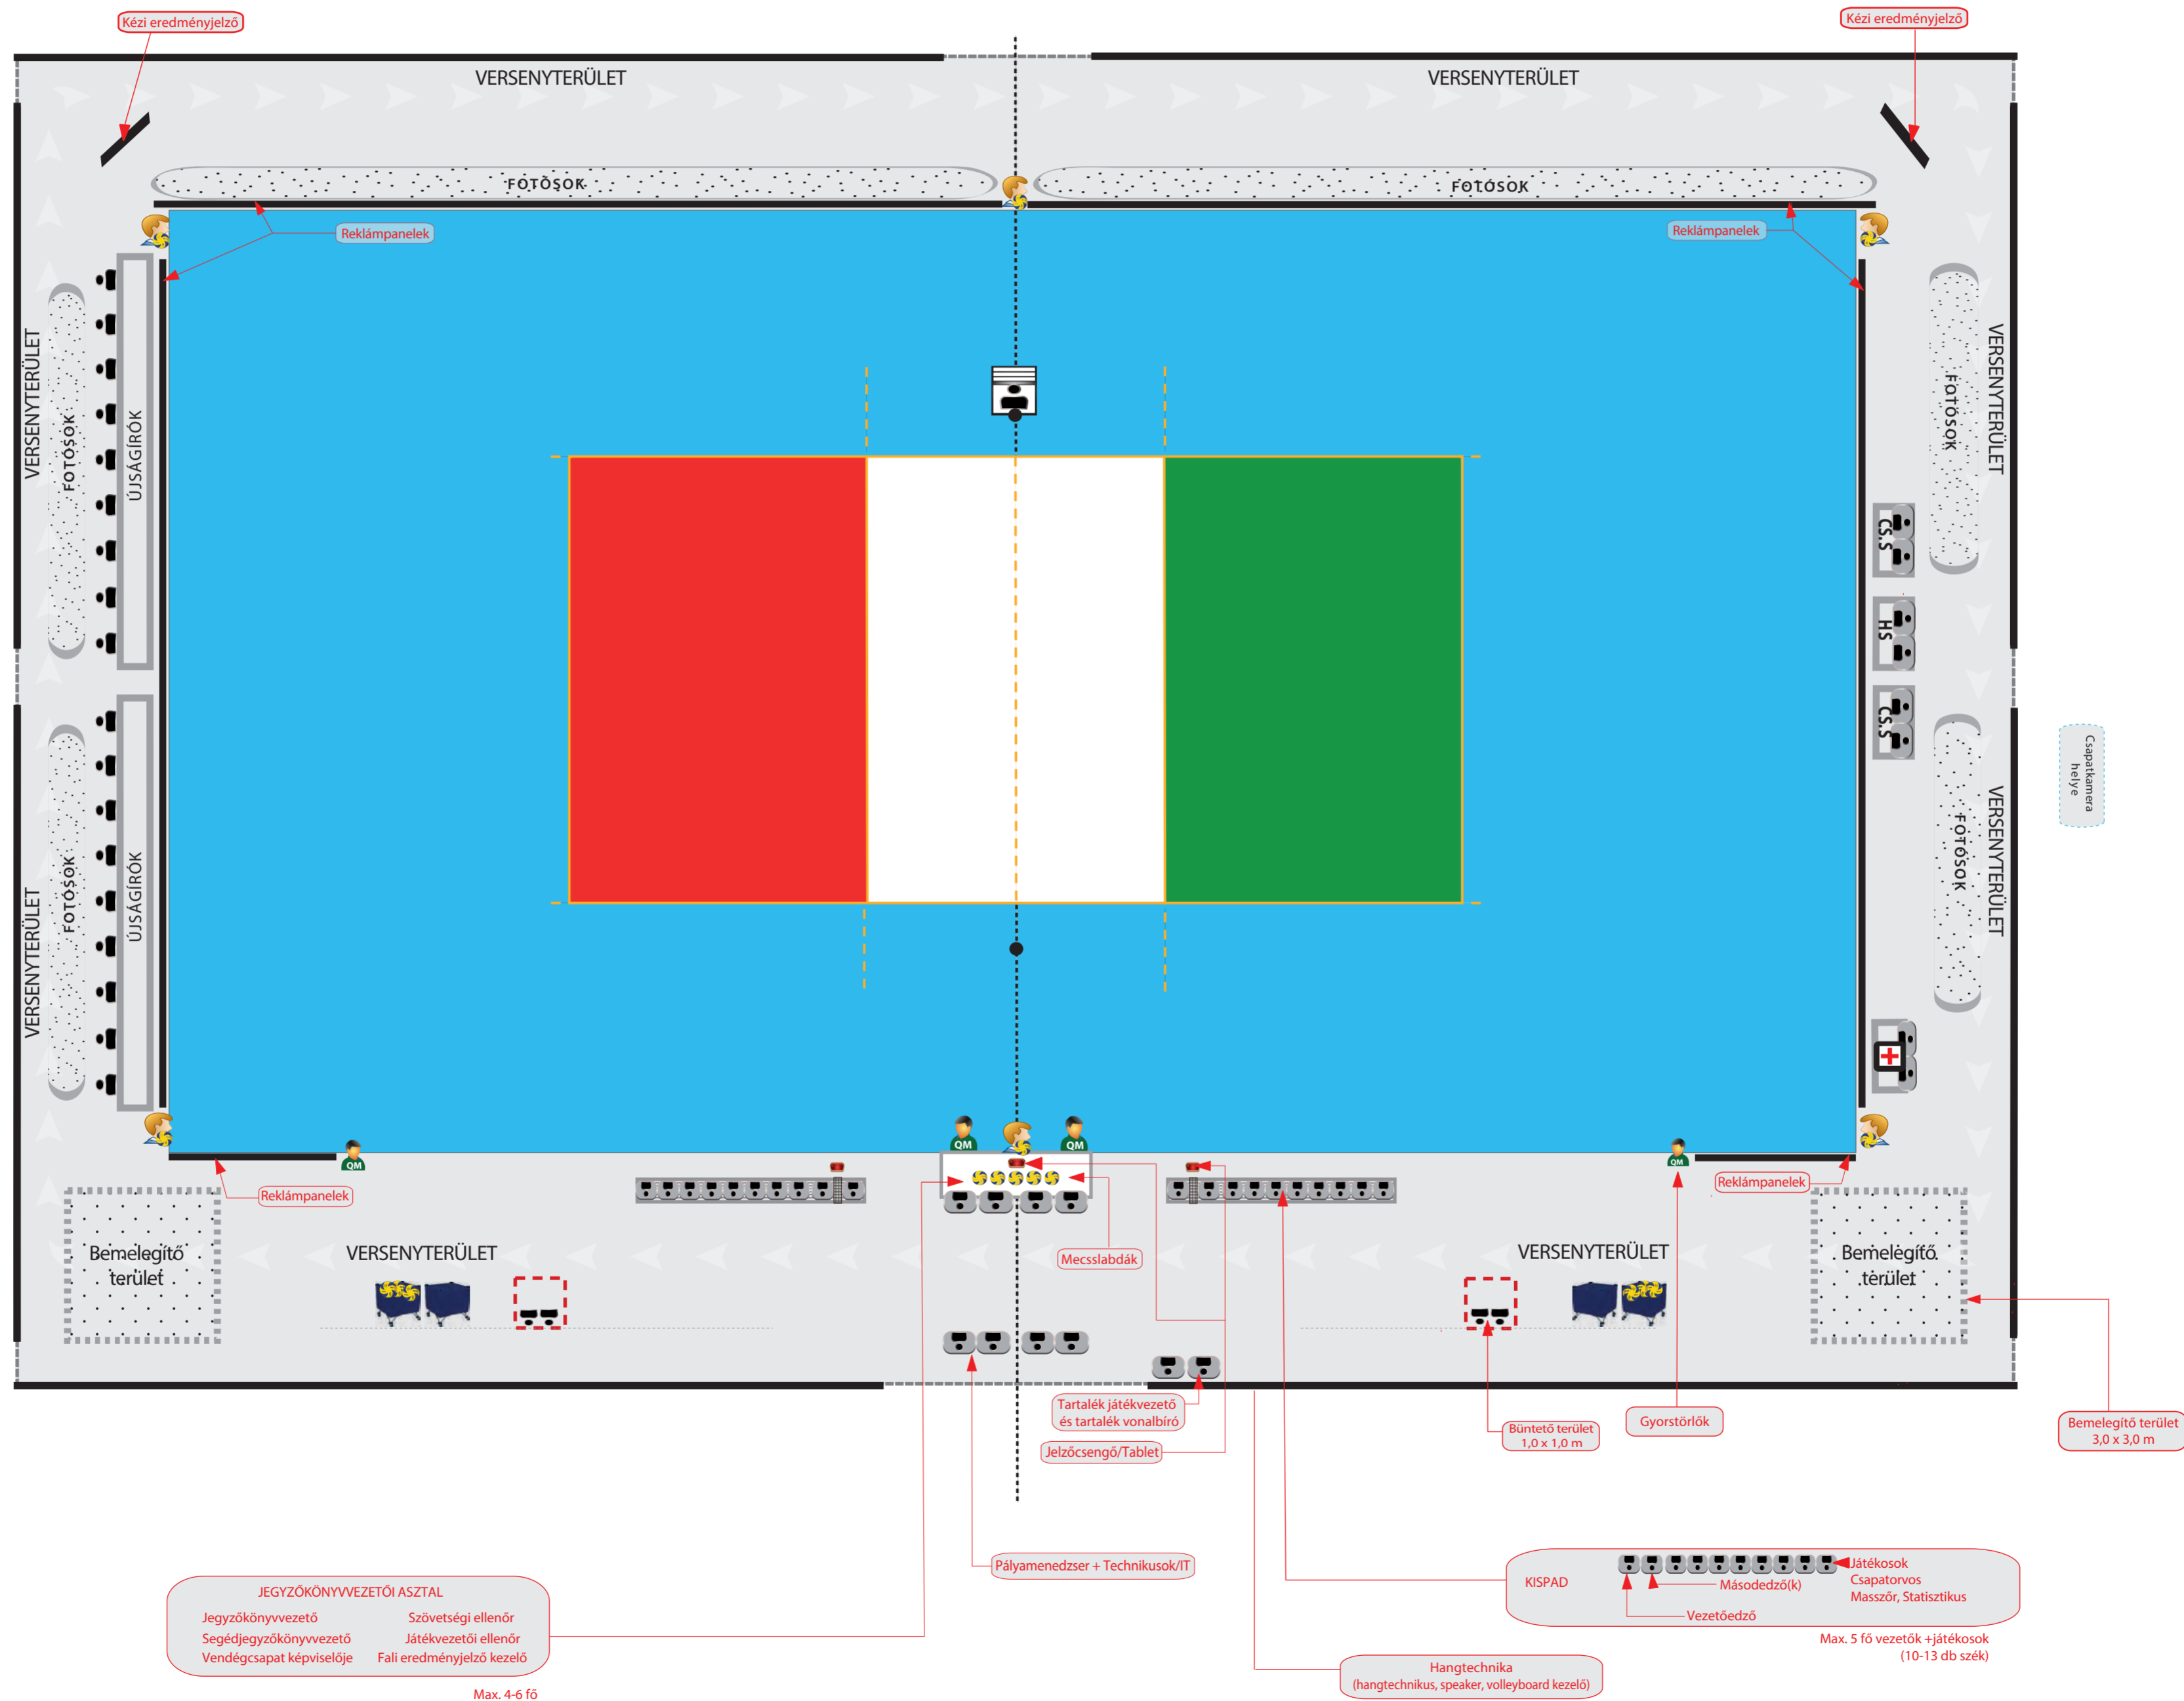 Kézi eredményjelző
Kézi eredményjelző
VERSENYTERÜLET
VERSENYTERÜLET
FOTÓSOK
FOTÓSOK
Reklámpanelek
Reklámpanelek
VERSENYTERÜLET
FOTÓSOK
ÚJSÁGÍRÓK
FOTÓSOK
VERSENYTERÜLET
CS.S
HS
CS.S
Csapatkamera
helye
VERSENYTERÜLET
FOTÓSOK
ÚJSÁGÍRÓK
FOTÓSOK
VERSENYTERÜLET
QM
QM
QM
QM
Reklámpanelek
Reklámpanelek
Bemelegítő
terület
VERSENYTERÜLET
Mecsslabdák
VERSENYTERÜLET
Bemelegítő
terület
Tartalék játékvezető
és tartalék vonalbíró
Jelzőcsengő/Tablet
Büntető terület
1,0 x 1,0 m
Gyorstörlők
Bemelegítő terület
3,0 x 3,0 m
Pályamenedzser + Technikusok/IT
JEGYZŐKÖNYVVEZETŐI ASZTAL
Jegyzőkönyvvezető Szövetségi ellenőr
Segédjegyzőkönyvvezető Játékvezetői ellenőr
Vendégcsapat képviselője Fali eredményjelző kezelő
Max. 4-6 fő
KISPAD
Játékosok
Csapatorvos
Masszőr, Statisztikus
Másodedző(k)
Vezetőedző
Max. 5 fő vezetők +játékosok
(10-13 db szék)
Hangtechnika
(hangtechnikus, speaker, volleyboard kezelő)